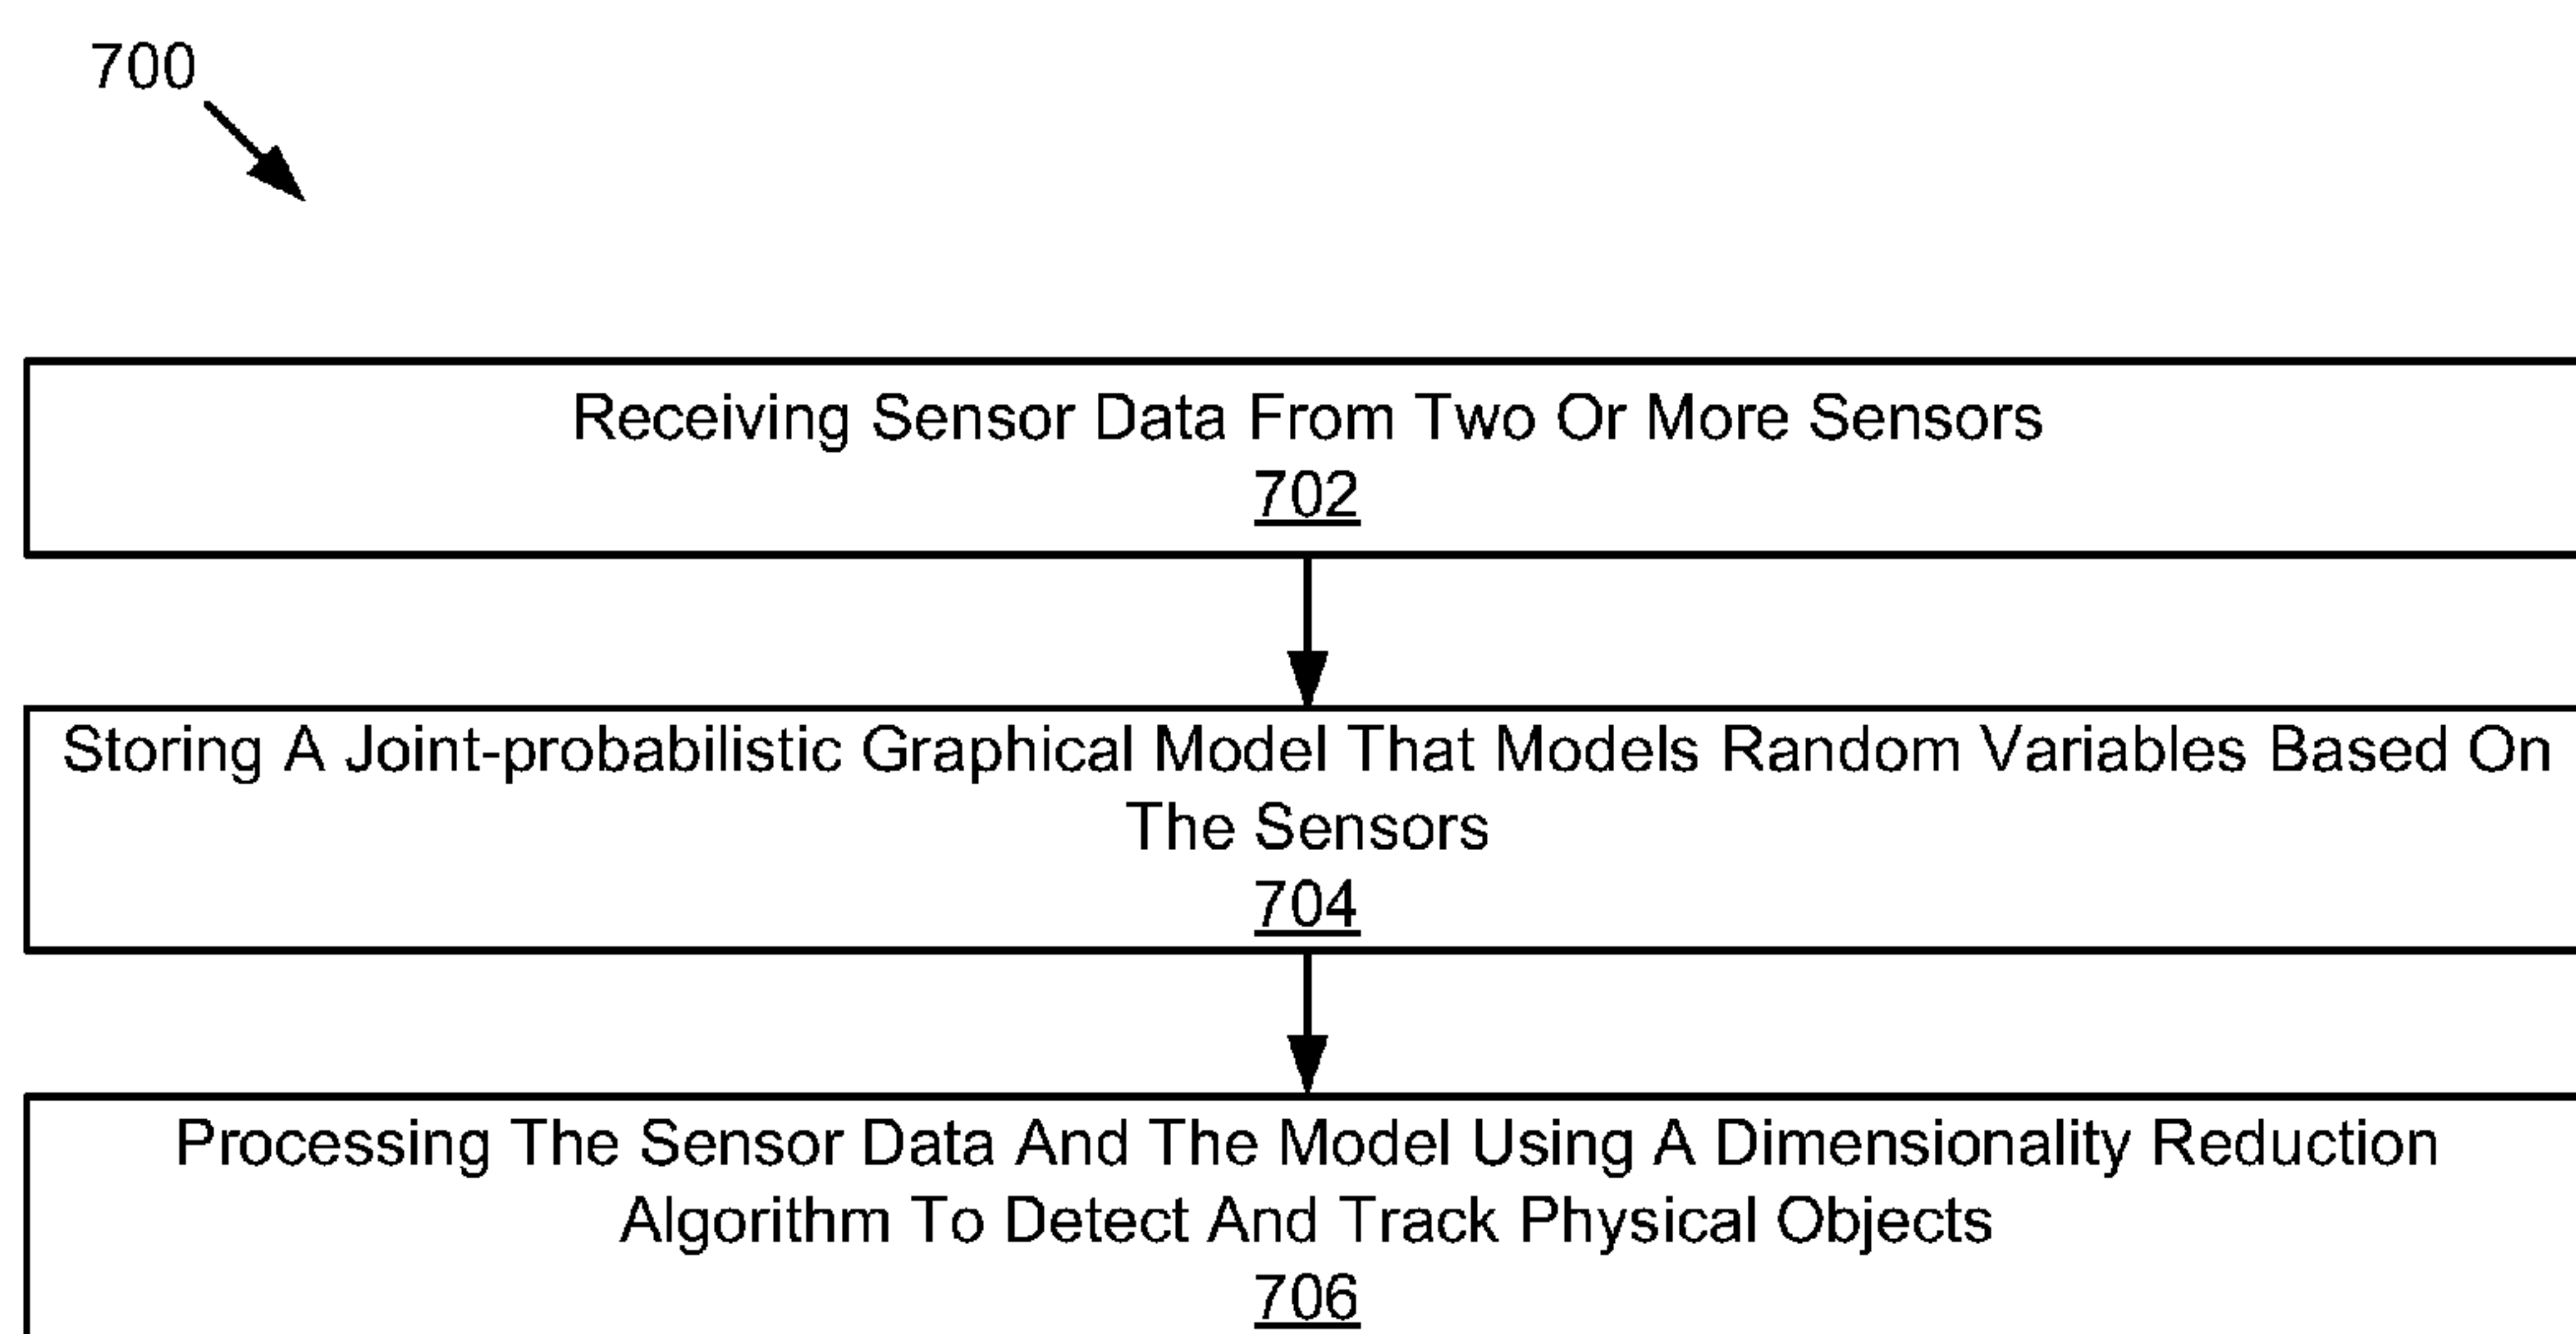 700
Receiving Sensor Data From Two Or More Sensors
702
Storing A Joint-probabilistic Graphical Model That Models Random Variables Based On
The Sensors
704
Processing The Sensor Data And The Model Using A Dimensionality Reduction
Algorithm To Detect And Track Physical Objects
706